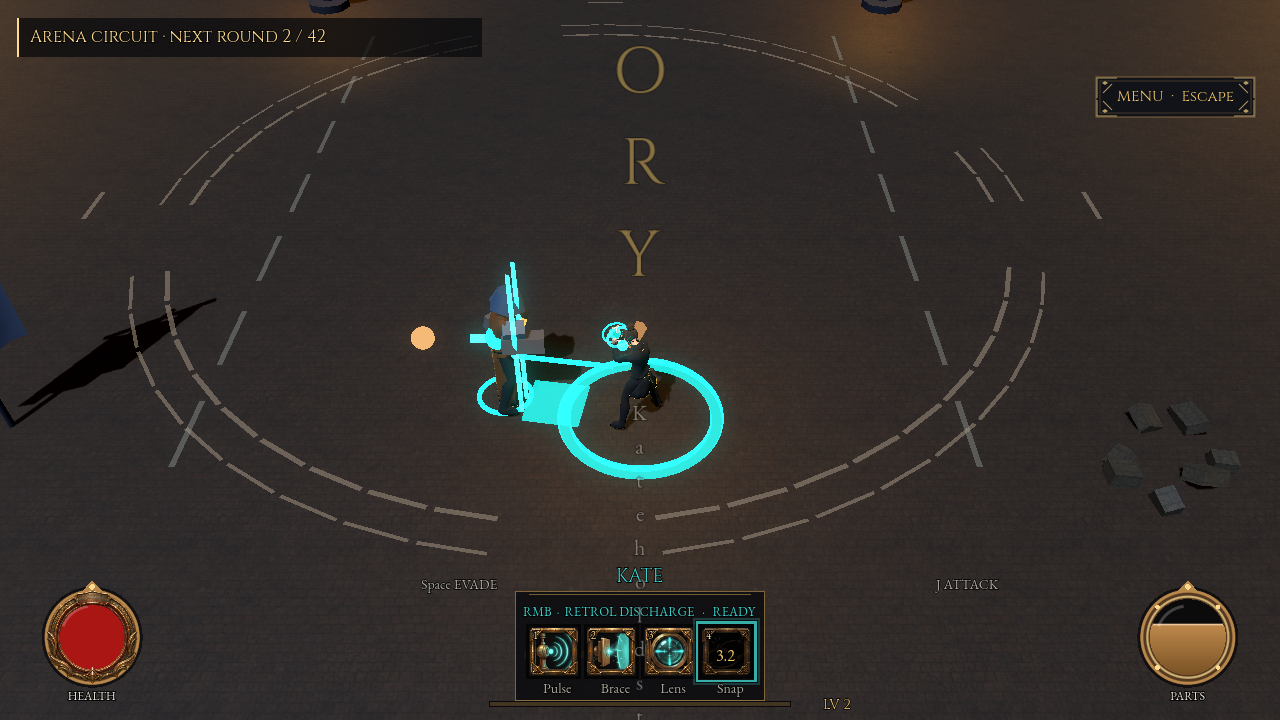 ARENA CIRCUIT · NEXT ROUND 2 / 42
O
R
Y
MENU · ESCAPE
K
a
t
e
h
o
l
d
s
t
Space EVADE
KATE
J ATTACK
RMB · RETROL DISCHARGE · READY
1 2 3 4
3.2
Pulse Brace Lens Snap
HEALTH
PARTS
LV 2